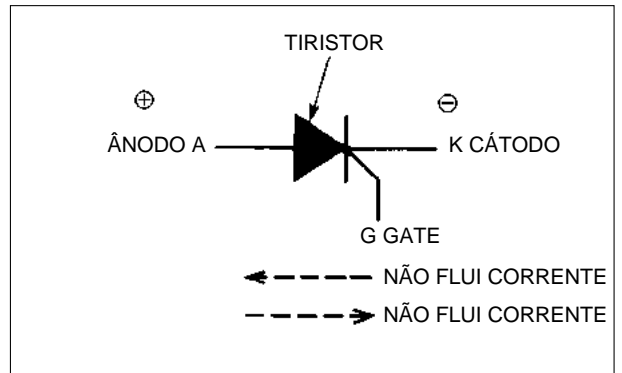 TIRISTOR
⊕ ⊖
ÂNODO A K CÁTODO
G GATE
NÃO FLUI CORRENTE
NÃO FLUI CORRENTE